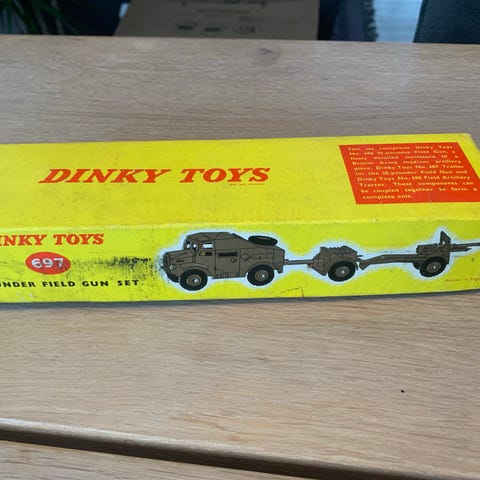 DINKY TOYS
This set comprises Dinky Toys
No. 686 25-pounder Field Gun, a
finely detailed miniature of a
British Army medium artillery
piece, Dinky Toys No. 687 Trailer
for the 25-pounder Field Gun and
Dinky Toys No. 688 Field Artillery
Tractor. These components can
be coupled together to form a
complete unit.
INKY TOYS
697
UNDER FIELD GUN SET